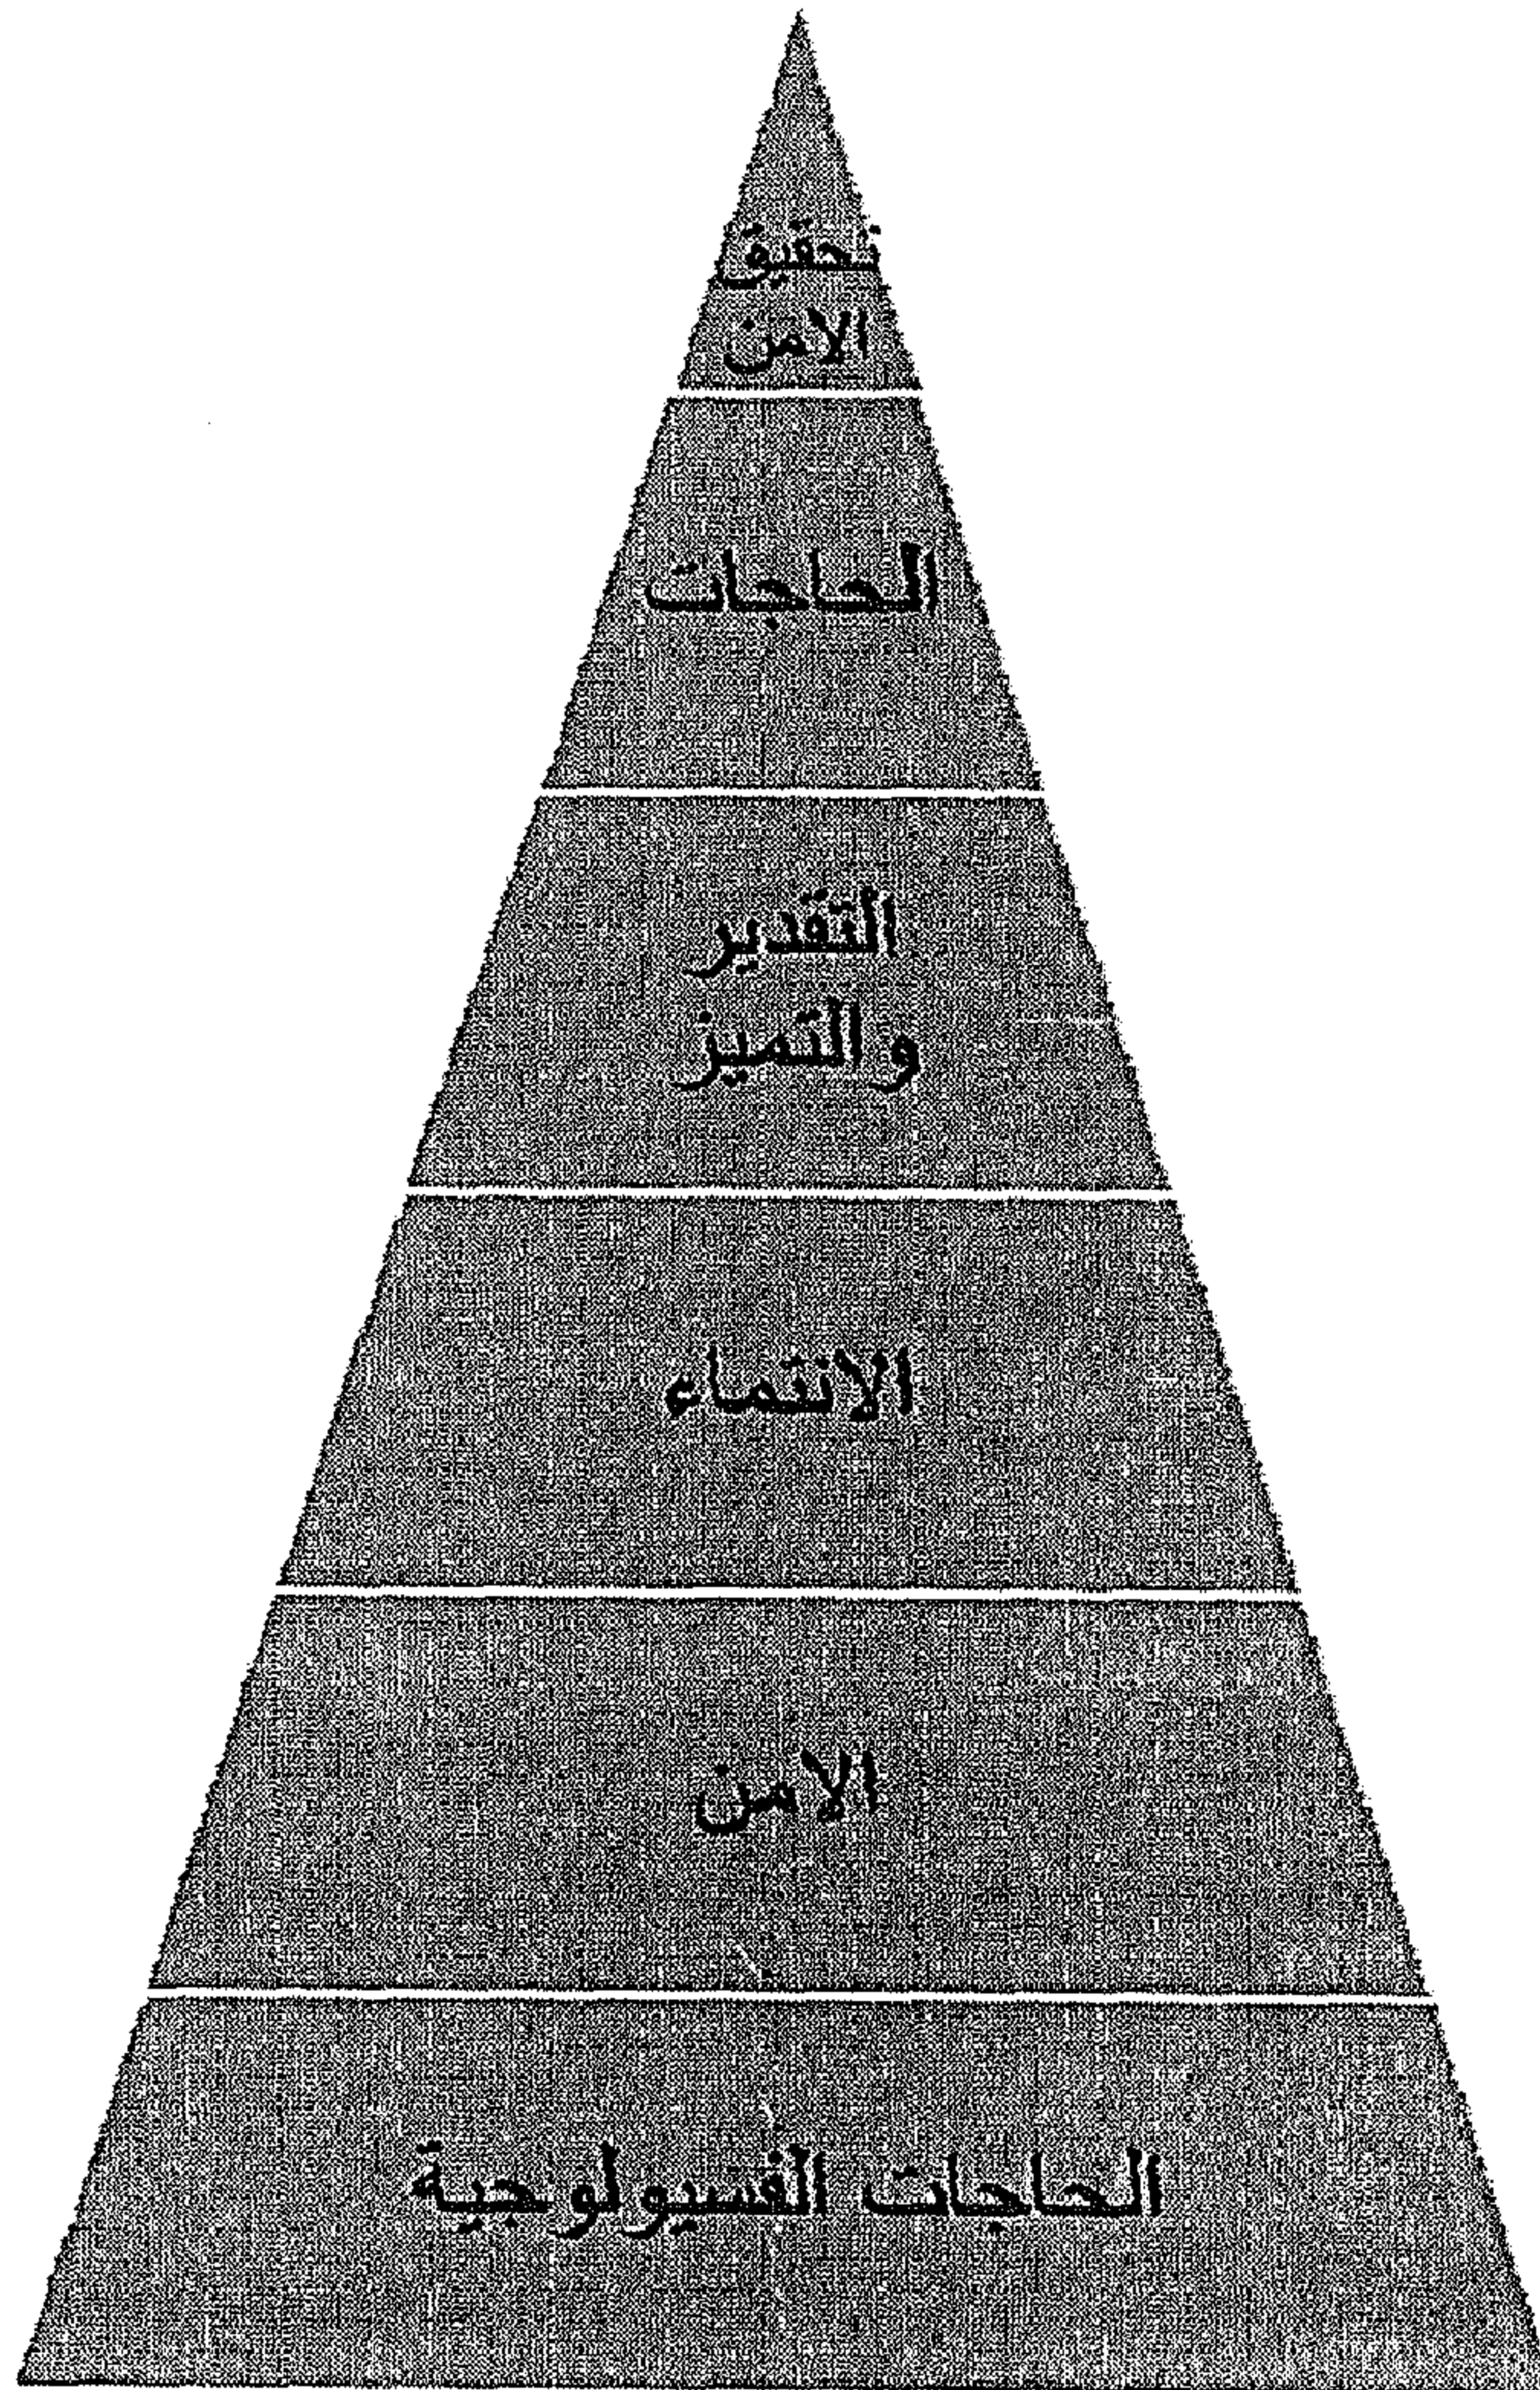 تحقيق
الامن
الحاجات
التقدير
والتميز
الانتماء
الامن
الحاجات الفسيولوجية